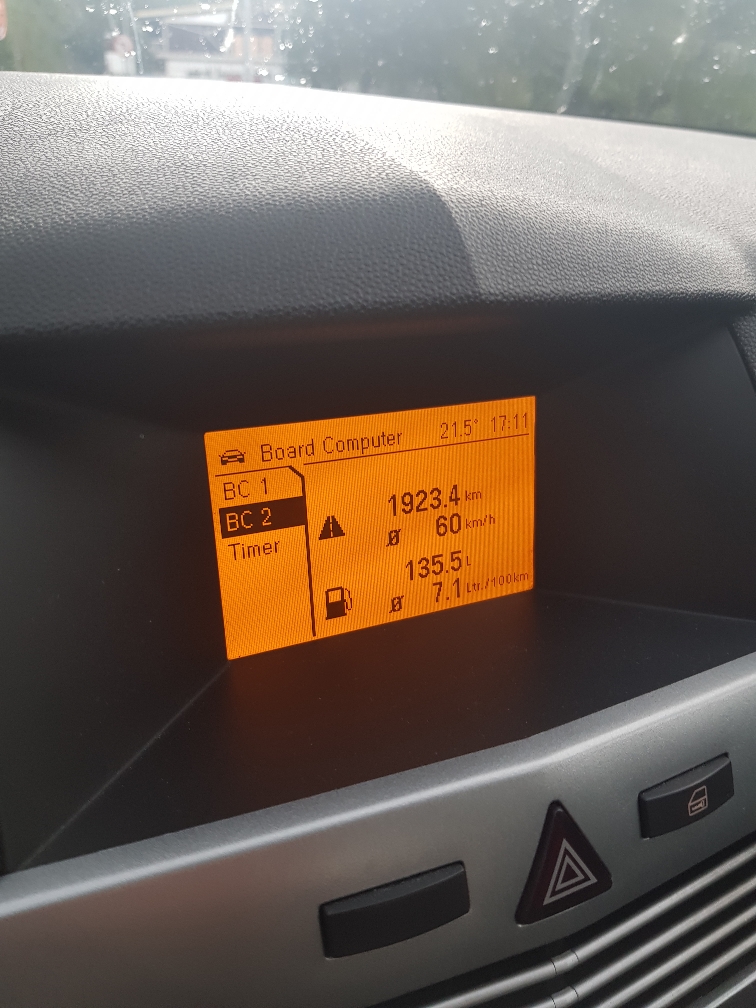 Board Computer 21.5° 17:11
BC 1
BC 2
Timer
1923.4 km
Ø 60 km/h
135.5 L
Ø 7.1 Ltr./100km